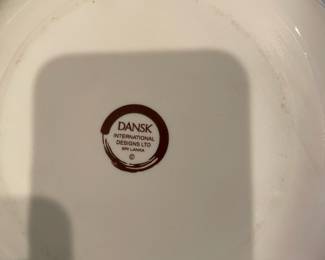 DANSK
INTERNATIONAL
DESIGNS LTD
SRI LANKA
©